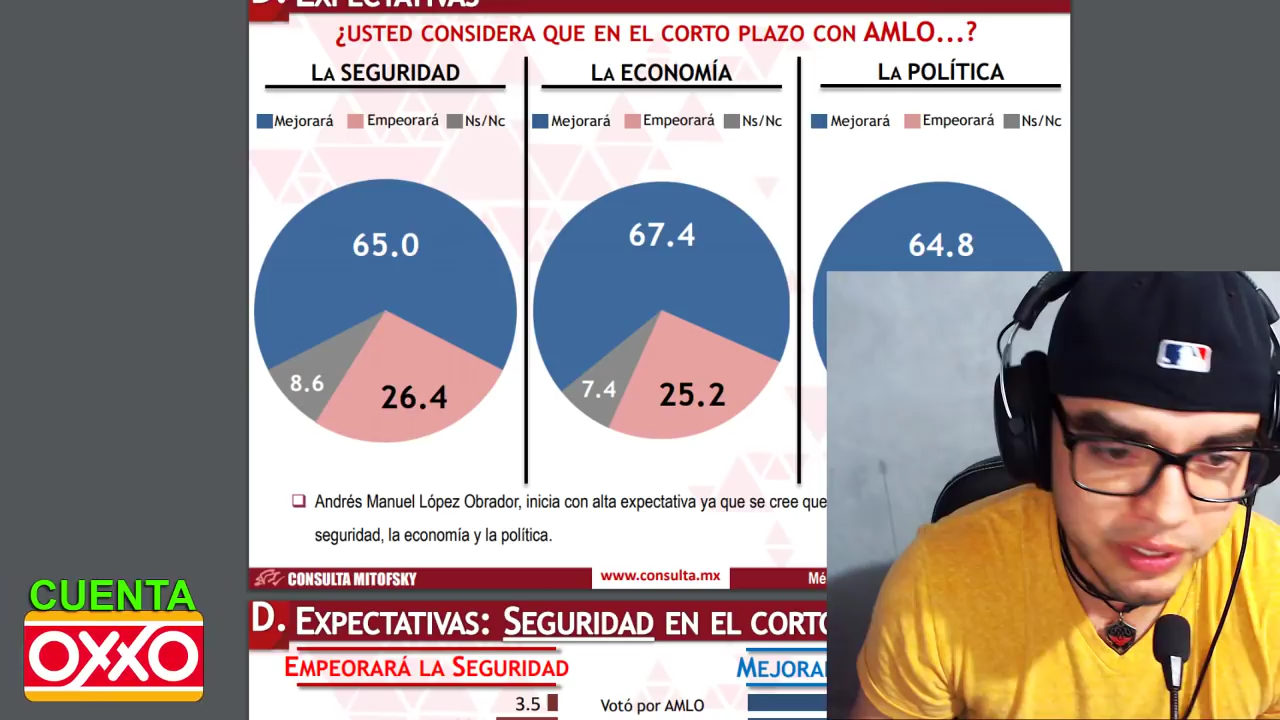 D. EXPECTATIVAS
¿USTED CONSIDERA QUE EN EL CORTO PLAZO CON AMLO...?
LA SEGURIDAD
LA ECONOMÍA
LA POLÍTICA
Mejorará Empeorará Ns/Nc
Mejorará Empeorará Ns/Nc
Mejorará Empeorará Ns/Nc
65.0
8.6
26.4
67.4
7.4
25.2
64.8
Andrés Manuel López Obrador, inicia con alta expectativa ya que se cree que
seguridad, la economía y la política.
CONSULTA MITOFSKY
www.consulta.mx
D. EXPECTATIVAS: SEGURIDAD EN EL CORTO
EMPEORARÁ LA SEGURIDAD
3.5
Votó por AMLO
CUENTA
OXXO